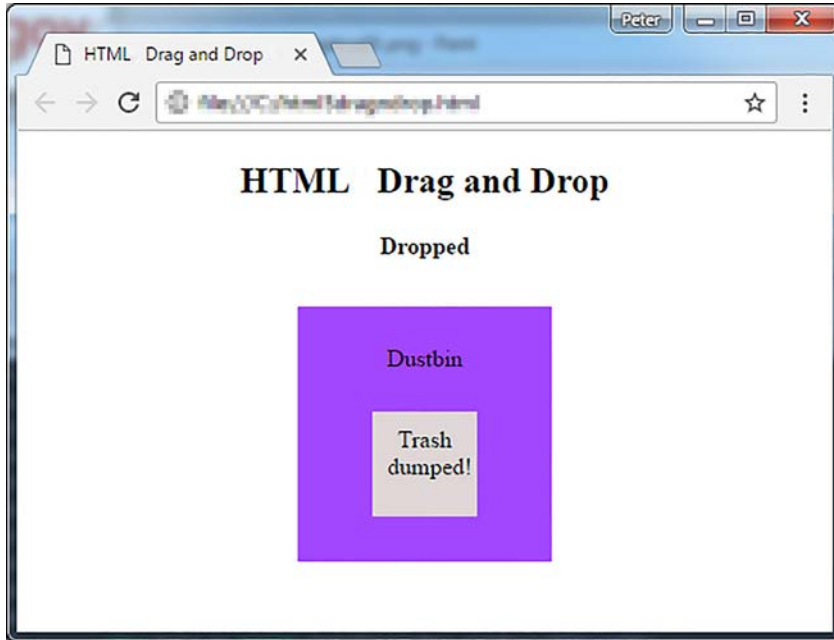 Peter
HTML Drag and Drop
HTML Drag and Drop
Dropped
Dustbin
Trash
dumped!